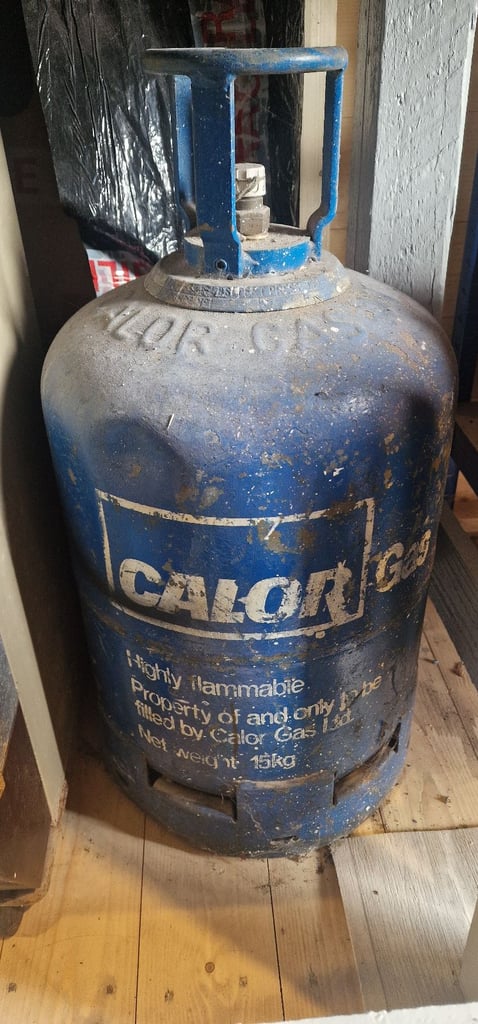 CALOR GAS
CALOR Gas
Highly flammable
Property of and only to be
filled by Calor Gas Ltd.
Net weight 15kg